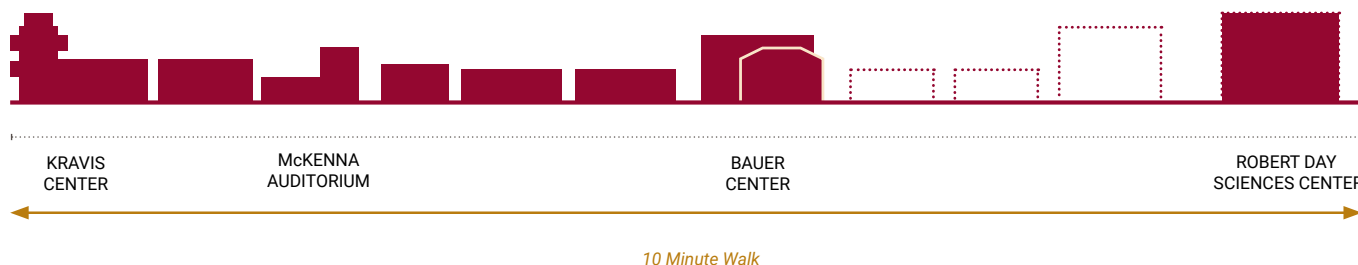 KRAVIS
CENTER
McKENNA
AUDITORIUM
BAUER
CENTER
ROBERT DAY
SCIENCES CENTER
10 Minute Walk